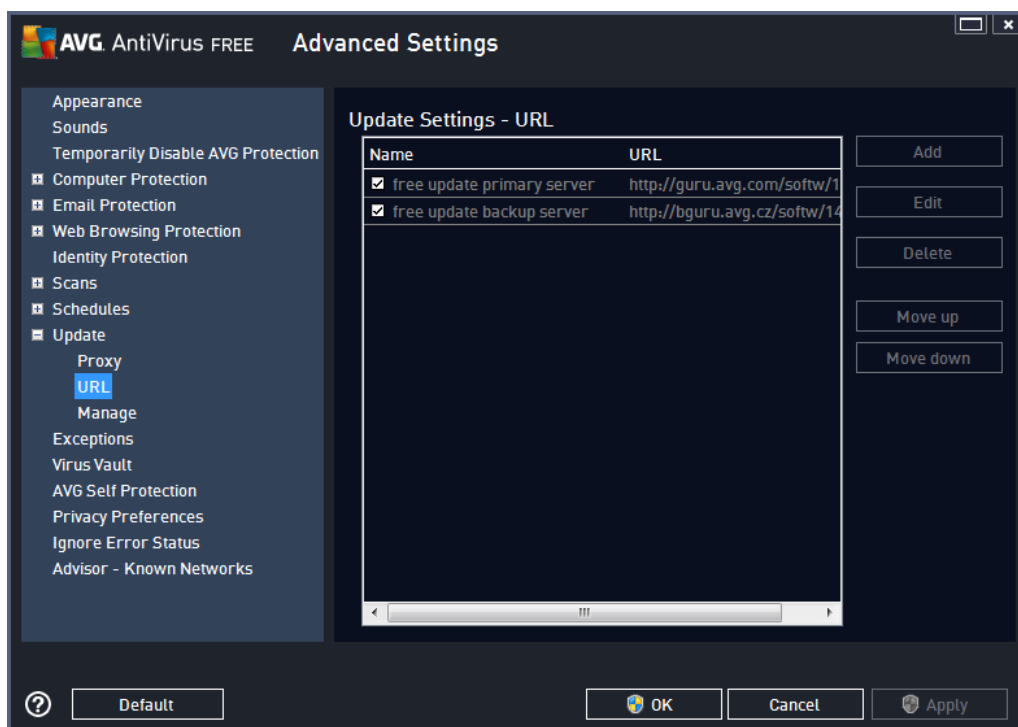 AVG. AntiVirus FREE Advanced Settings
Appearance
Sounds
Temporarily Disable AVG Protection
Computer Protection
Email Protection
Web Browsing Protection
Identity Protection
Scans
Schedules
Update
Proxy
URL
Manage
Exceptions
Virus Vault
AVG Self Protection
Privacy Preferences
Ignore Error Status
Advisor - Known Networks
Update Settings - URL
Name URL
free update primary server http://guru.avg.com/softw/1
free update backup server http://bguru.avg.cz/softw/14
Add
Edit
Delete
Move up
Move down
? Default OK Cancel Apply